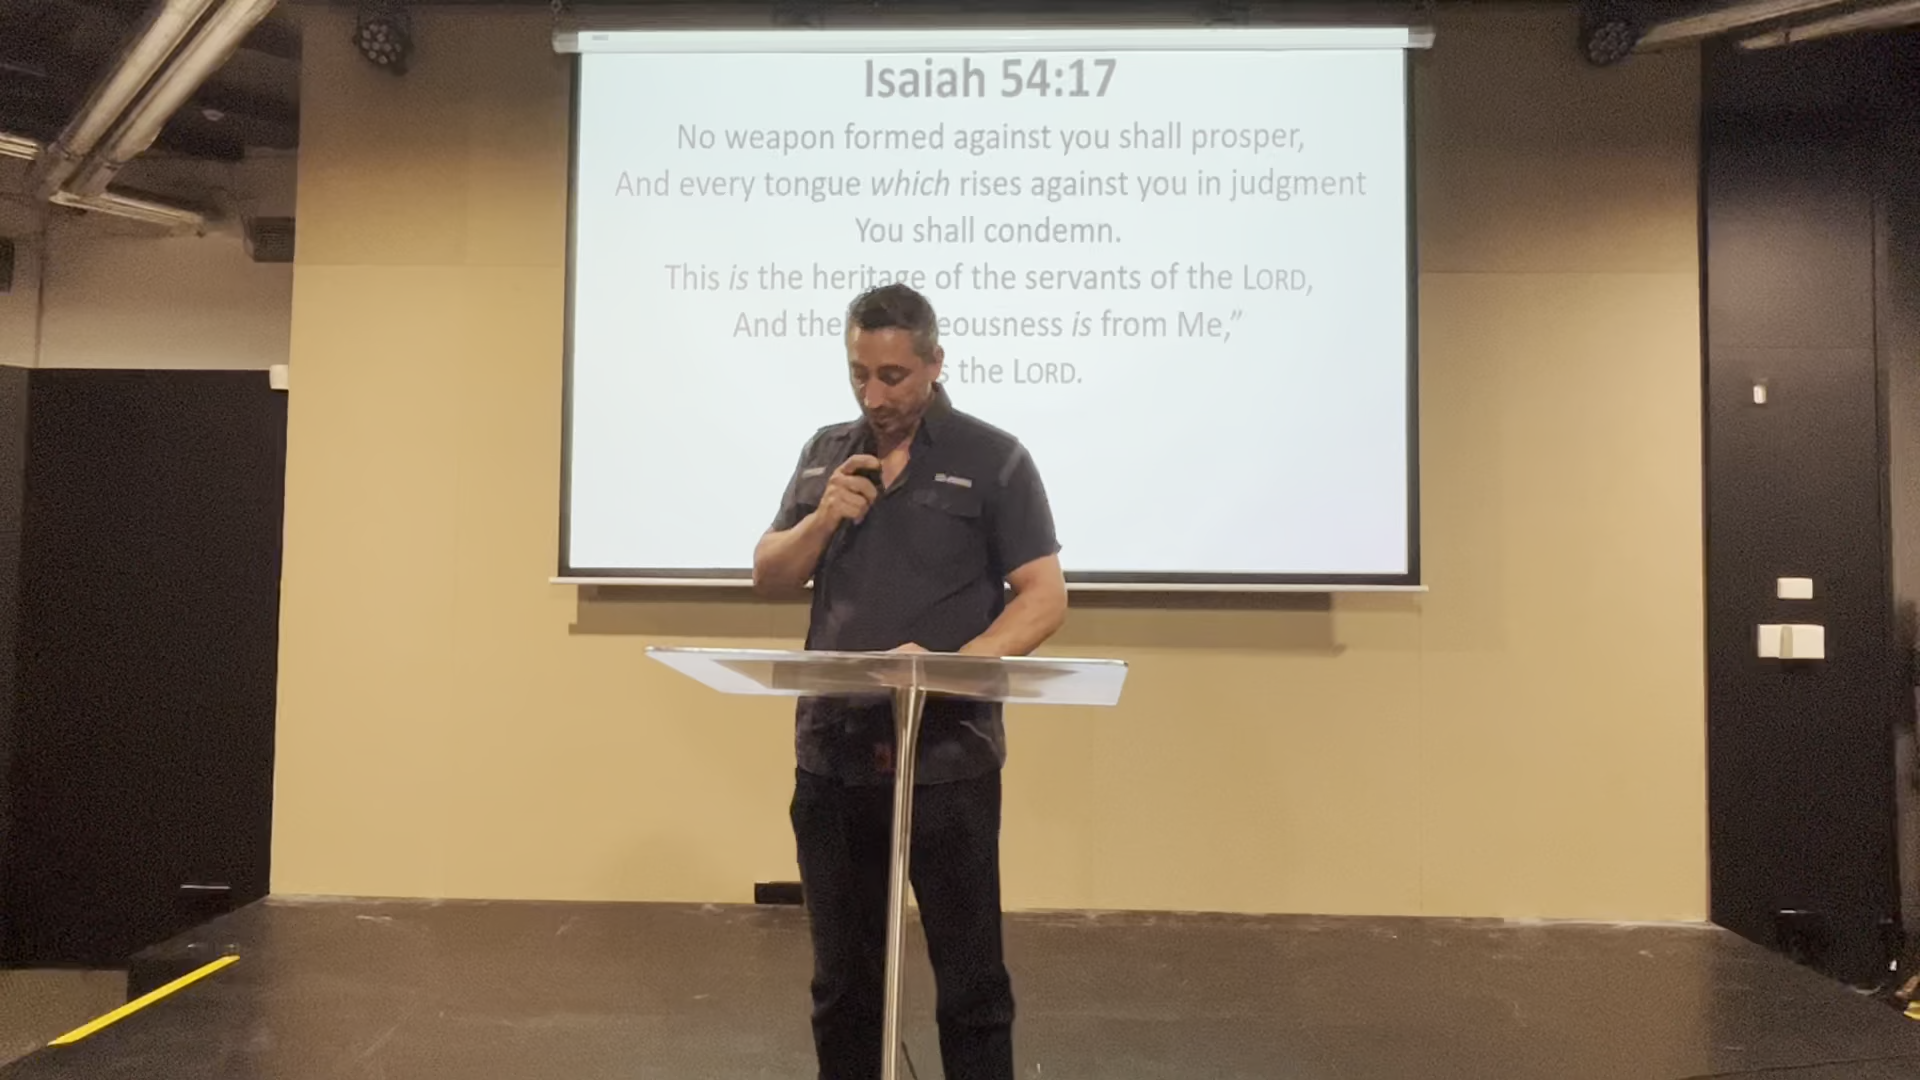 Isaiah 54:17
No weapon formed against you shall prosper,
And every tongue which rises against you in judgment
You shall condemn.
This is the heritage of the servants of the LORD,
And the eousness is from Me,”
s the LORD.